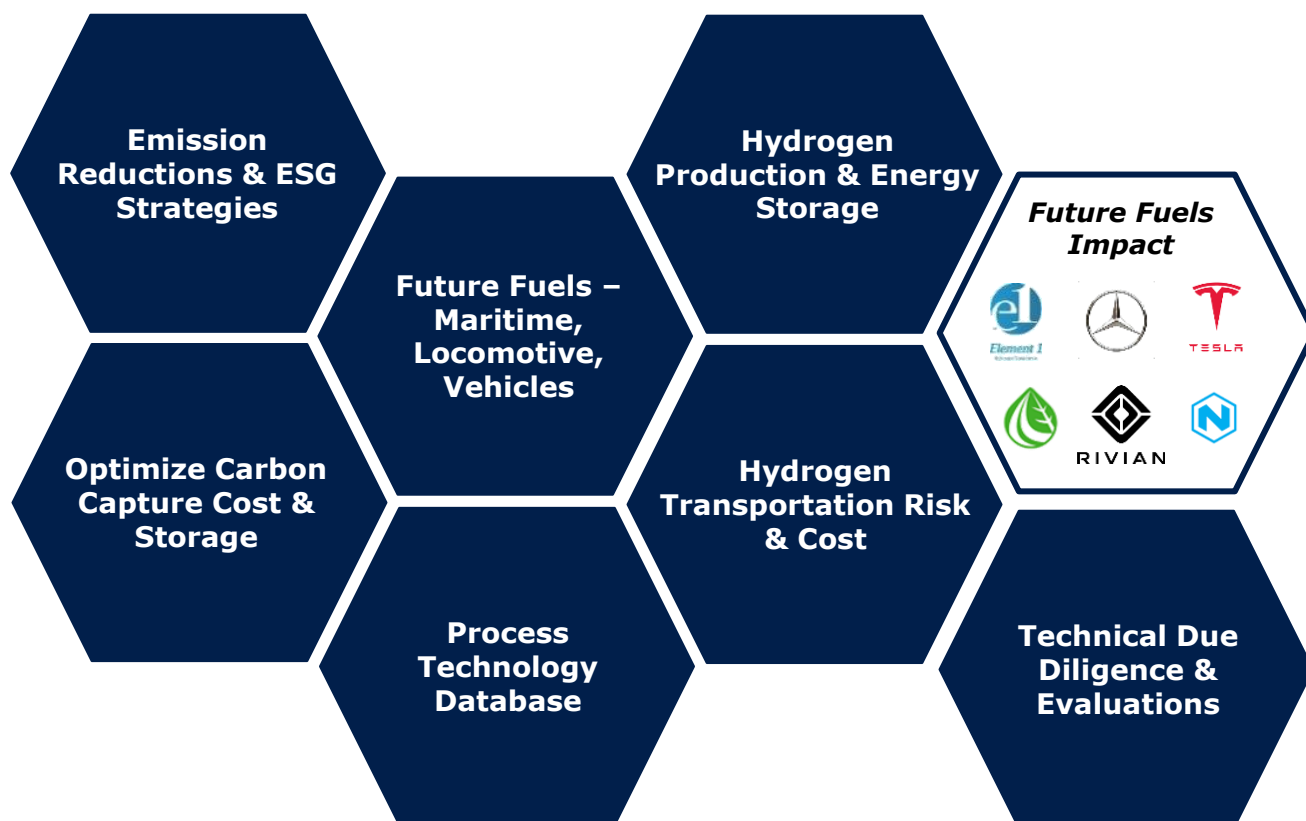 Emission
Reductions & ESG
Strategies
Hydrogen
Production & Energy
Storage
Future Fuels
Impact
e1
Element 1
TESLA
RIVIAN
N
Future Fuels –
Maritime,
Locomotive,
Vehicles
Optimize Carbon
Capture Cost &
Storage
Hydrogen
Transportation Risk
& Cost
Process
Technology
Database
Technical Due
Diligence &
Evaluations